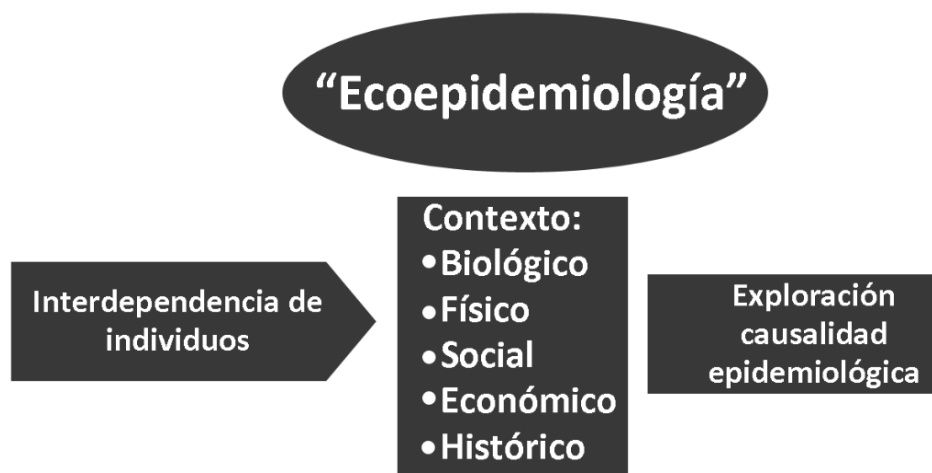 “Ecoepidemiología”
Contexto:
•Biológico
•Físico
•Social
•Económico
•Histórico
Interdependencia de
individuos
Exploración
causalidad
epidemiológica